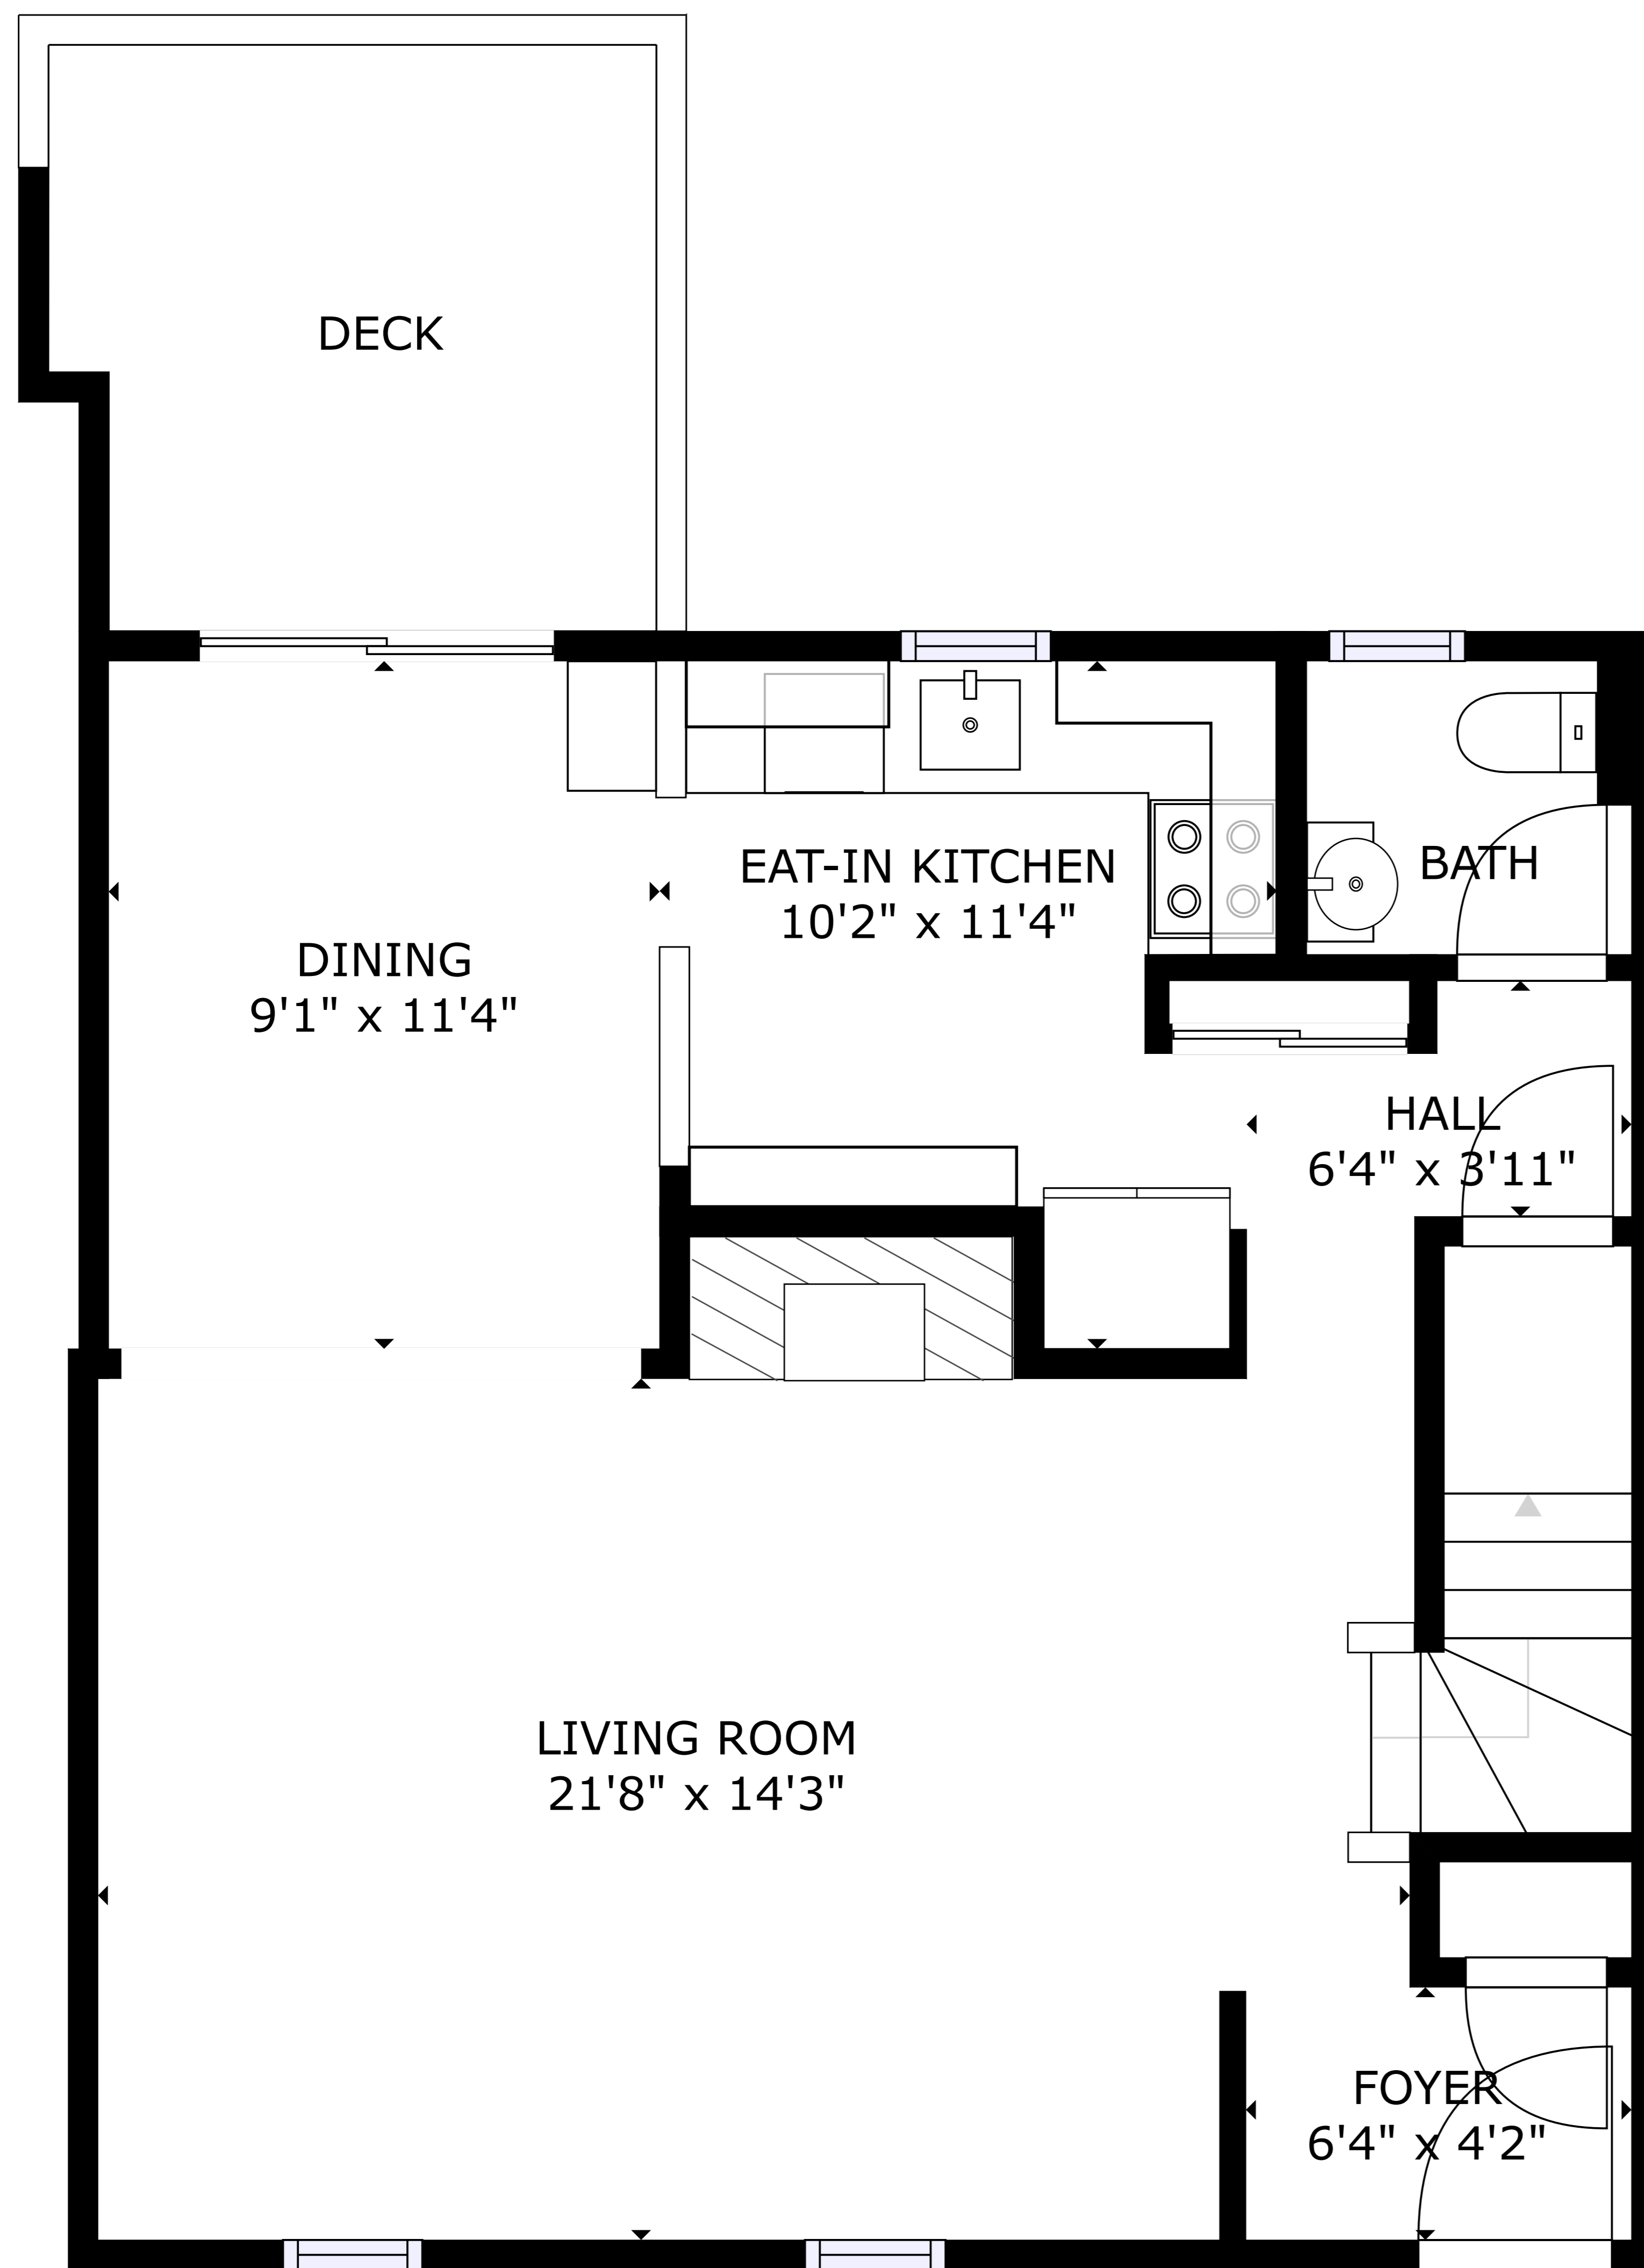 DECK
EAT-IN KITCHEN
10'2" x 11'4"
BATH
DINING
9'1" x 11'4"
HALL
6'4" x 3'11"
LIVING ROOM
21'8" x 14'3"
FOYER
6'4" x 4'2"